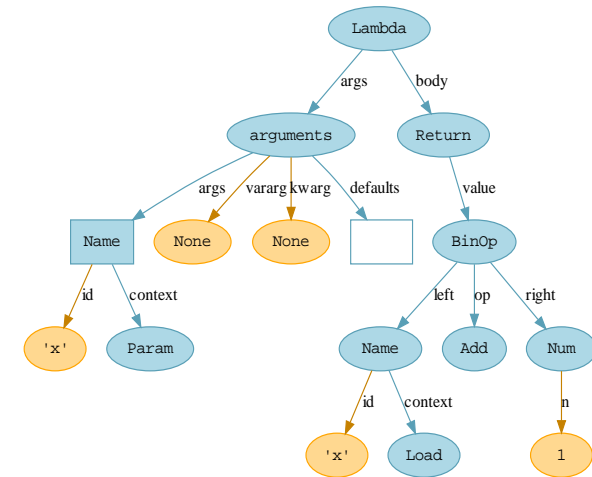 Lambda
args
body
arguments
Return
args
vararg
kwarg
defaults
value
Name
None
None
BinOp
id
context
left
op
right
'x'
Param
Name
Add
Num
id
context
n
'x'
Load
1